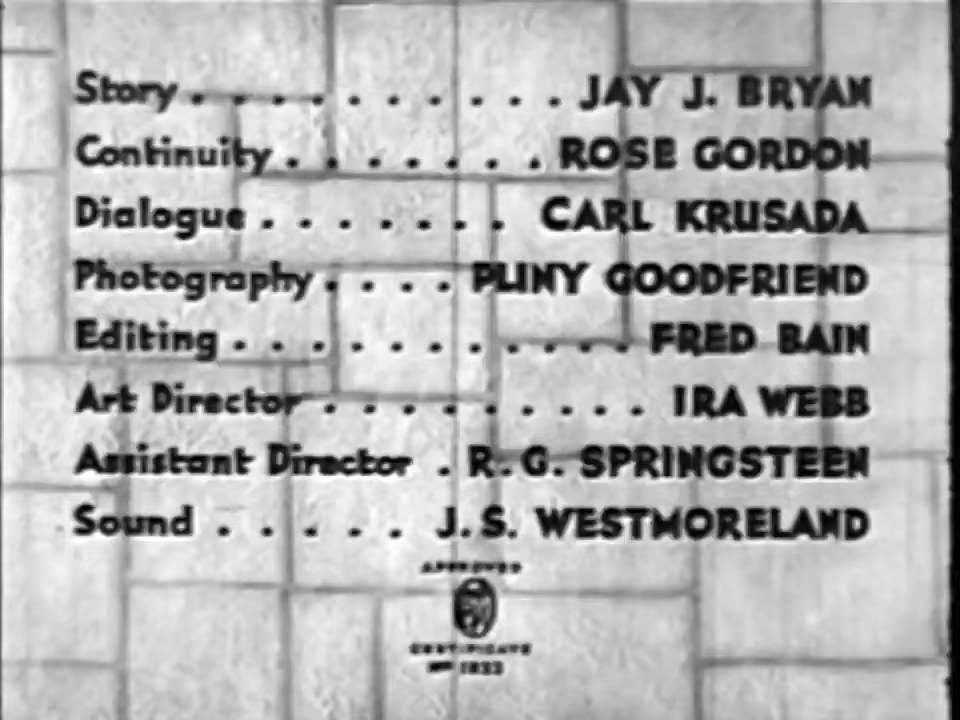 Story . . . . . . . . . . JAY J. BRYAN
Continuity . . . . . . . ROSE GORDON
Dialogue . . . . . . . CARL KRUSADA
Photography . . . . PLINY GOODFRIEND
Editing . . . . . . . . . . . FRED BAIN
Art Director . . . . . . . . . IRA WEBB
Assistant Director . R. G. SPRINGSTEEN
Sound . . . . . J. S. WESTMORELAND
APPROVED
CERTIFICATE